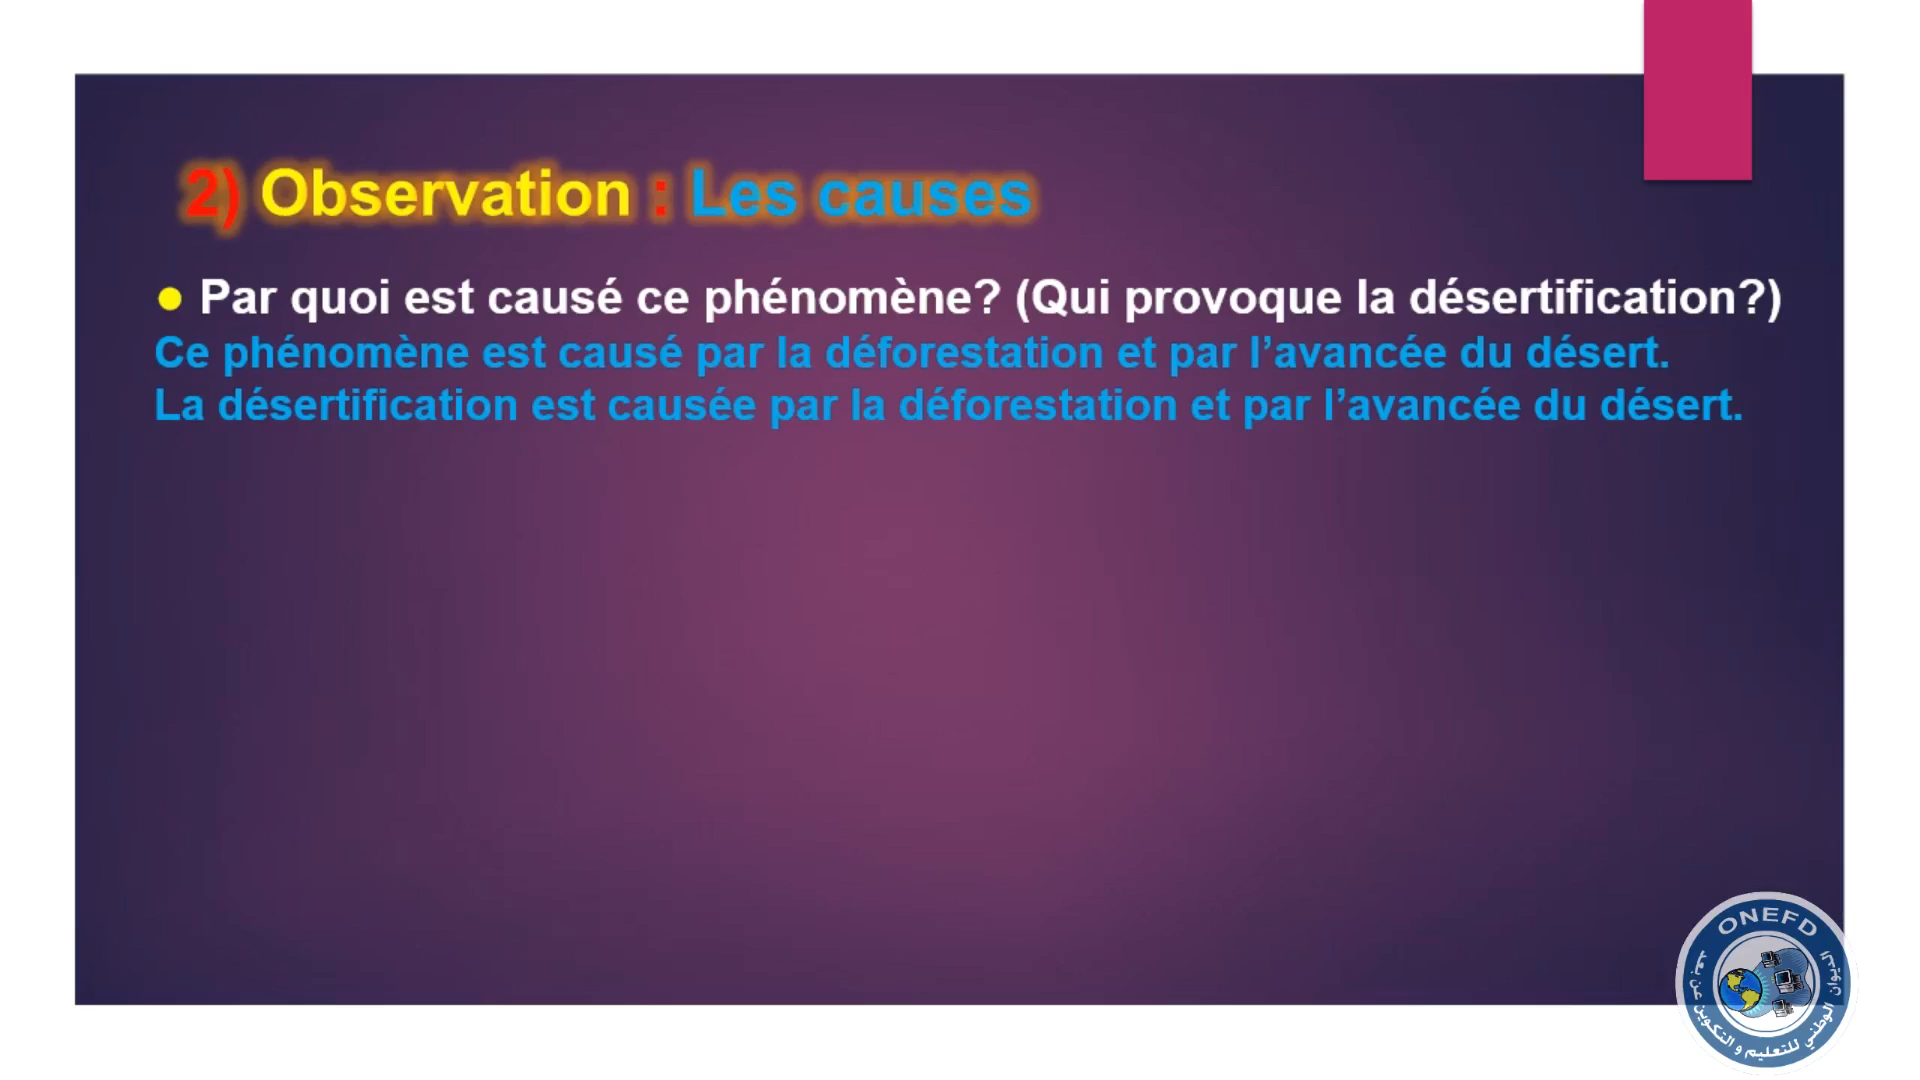 2) Observation : Les causes
● Par quoi est causé ce phénomène? (Qui provoque la désertification?)
Ce phénomène est causé par la déforestation et par l’avancée du désert.
La désertification est causée par la déforestation et par l’avancée du désert.
ONEFD
الديوان الوطني للتعليم و التكوين عن بعد